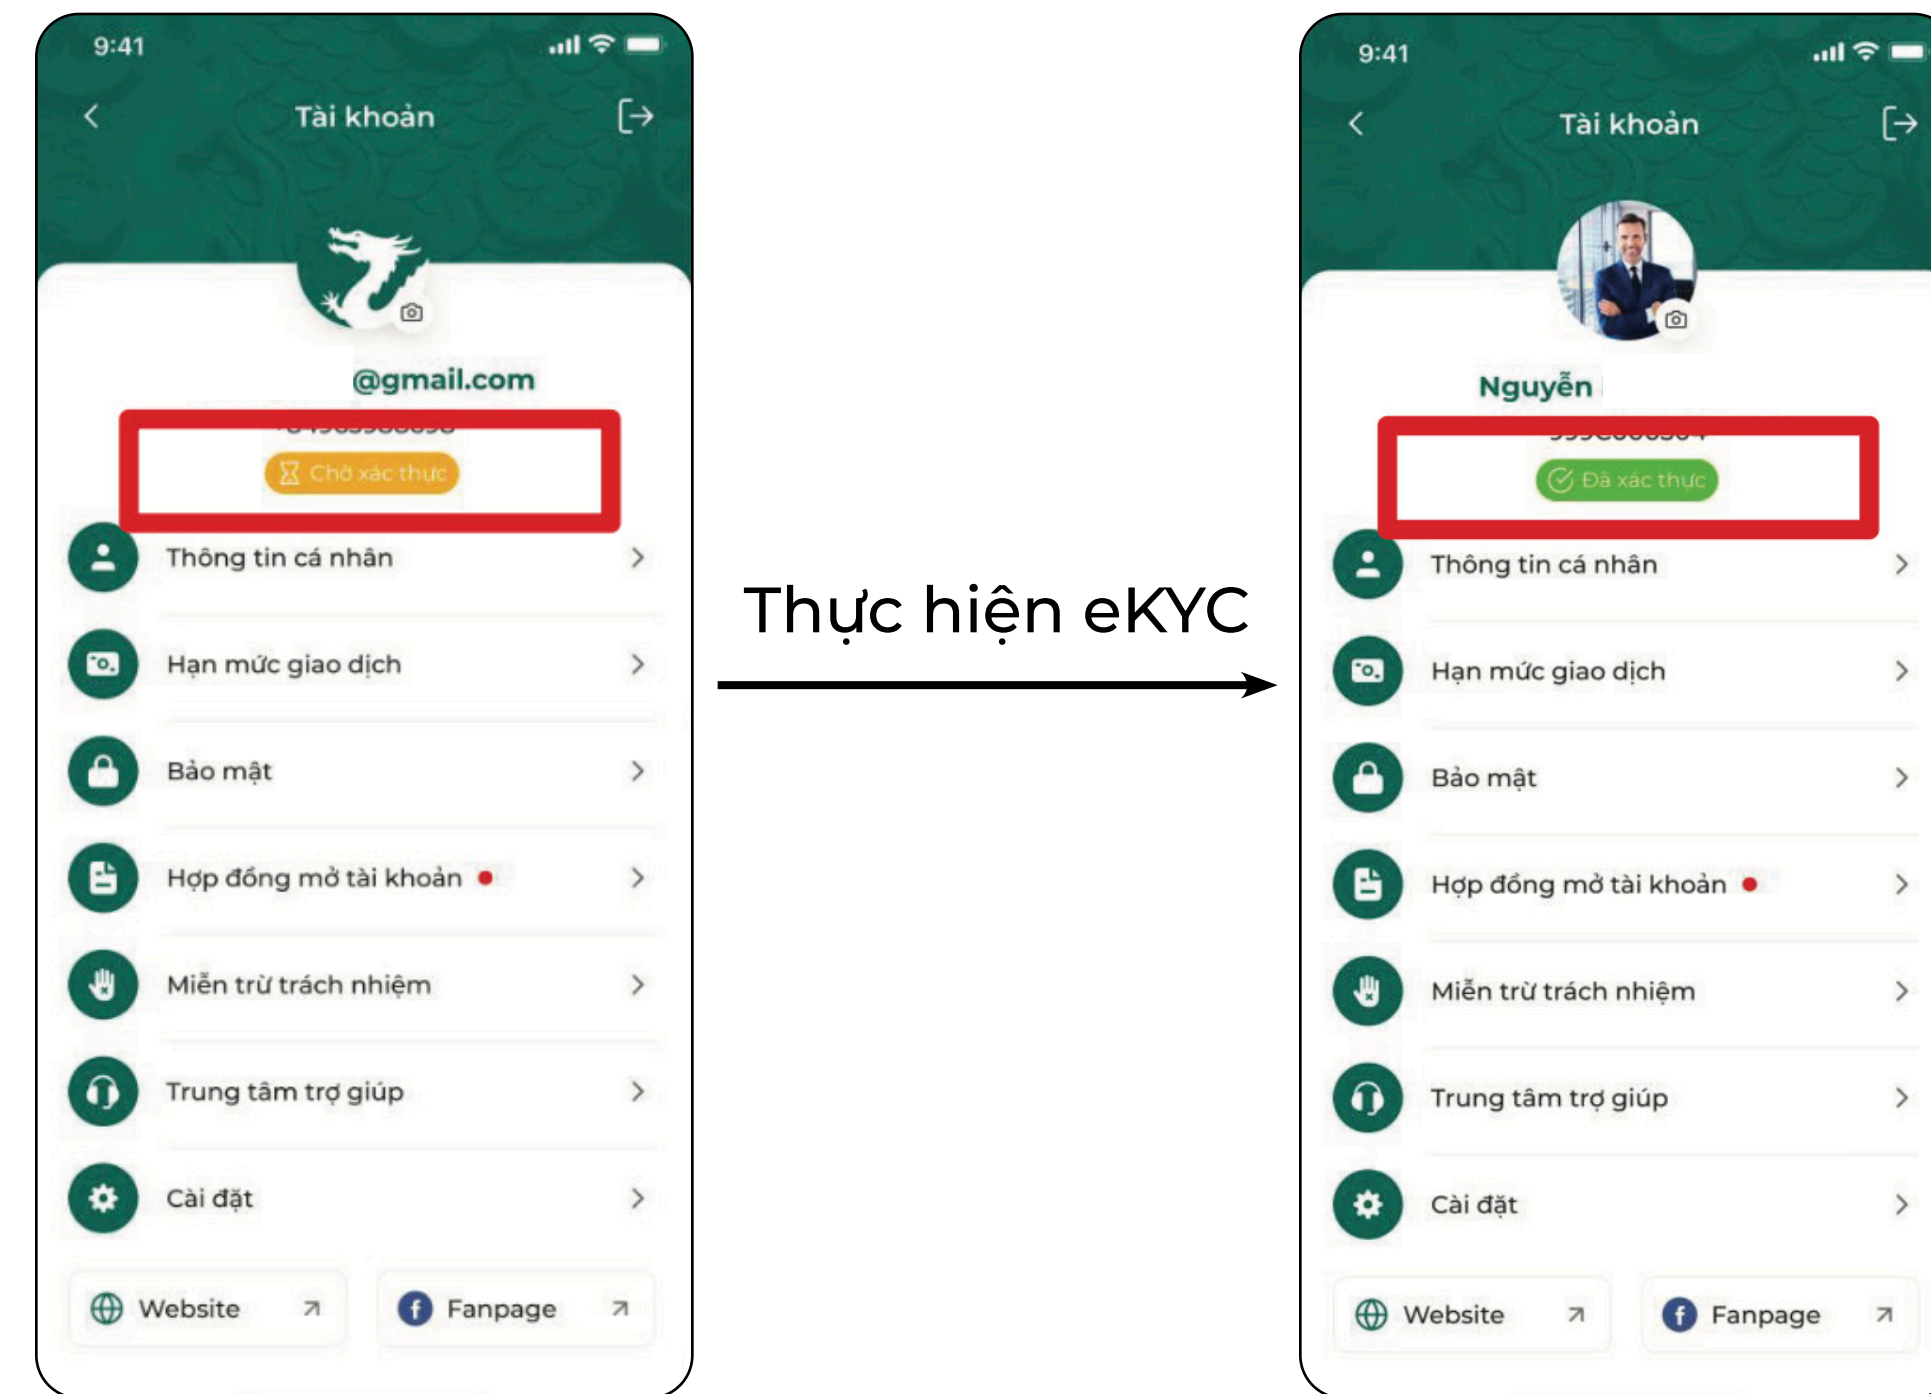 9:41
Tài khoản
@gmail.com
Chờ xác thực
Thông tin cá nhân
Hạn mức giao dịch
Bảo mật
Hợp đồng mở tài khoản
Miễn trừ trách nhiệm
Trung tâm trợ giúp
Cài đặt
Website
Fanpage
Thực hiện eKYC
9:41
Tài khoản
Nguyễn
Đã xác thực
Thông tin cá nhân
Hạn mức giao dịch
Bảo mật
Hợp đồng mở tài khoản
Miễn trừ trách nhiệm
Trung tâm trợ giúp
Cài đặt
Website
Fanpage